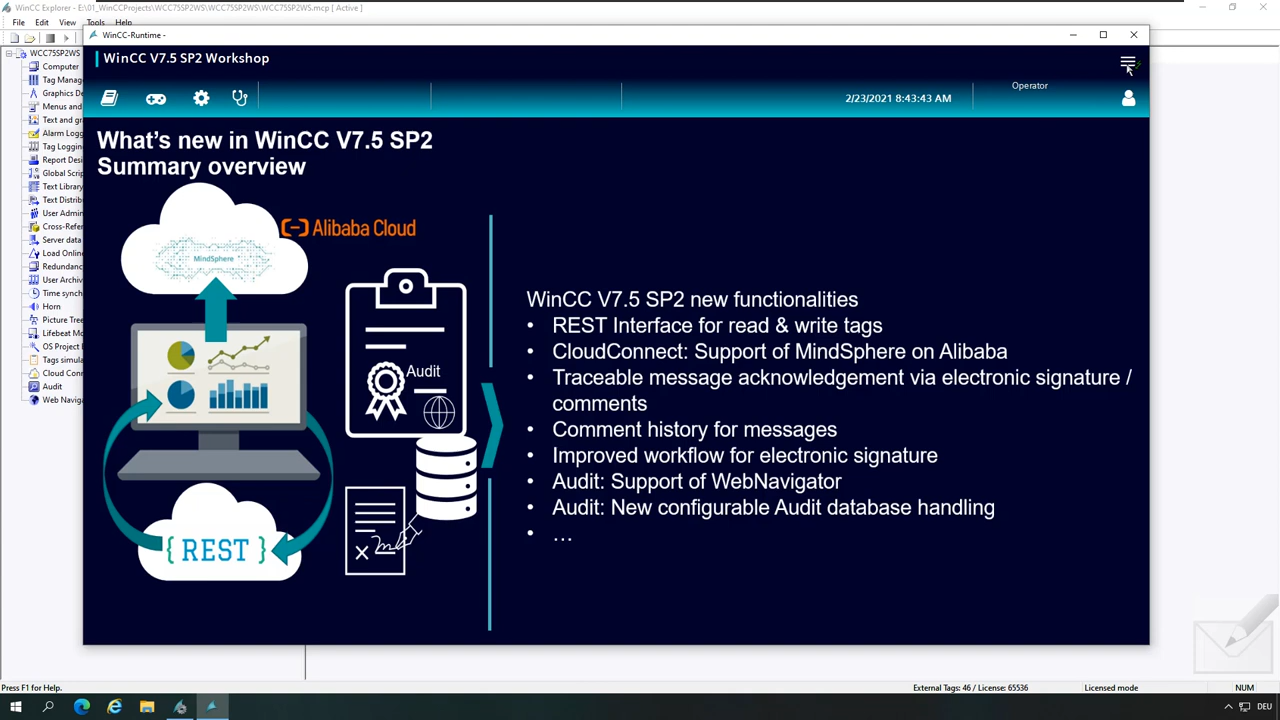 WinCC Explorer - E:\01_WinCCProjects\WCC75SP2WS\WCC75SP2WS\WCC75SP2WS.mcp [ Active ]
File Edit View Tools Help
WinCC-Runtime -
WCC75SP2WS
Computer
Tag Manag
Graphics De
Menus and
Text and gr
Alarm Logg
Tag Logging
Report Desi
Global Scrip
Text Library
Text Distrib
User Admin
Cross-Refer
Server data
Load Online
Redundanc
User Archiv
Time synch
Horn
Picture Tree
Lifebeat Mo
OS Project
Tags simula
Cloud Conn
Audit
Web Naviga
WinCC V7.5 SP2 Workshop
Operator
2/23/2021 8:43:43 AM
What's new in WinCC V7.5 SP2
Summary overview
Alibaba Cloud
MindSphere
Audit
{ REST }
WinCC V7.5 SP2 new functionalities
• REST Interface for read & write tags
• CloudConnect: Support of MindSphere on Alibaba
• Traceable message acknowledgement via electronic signature /
comments
• Comment history for messages
• Improved workflow for electronic signature
• Audit: Support of WebNavigator
• Audit: New configurable Audit database handling
• …
Press F1 for Help.
External Tags: 46 / License: 65536
Licensed mode
NUM
DEU